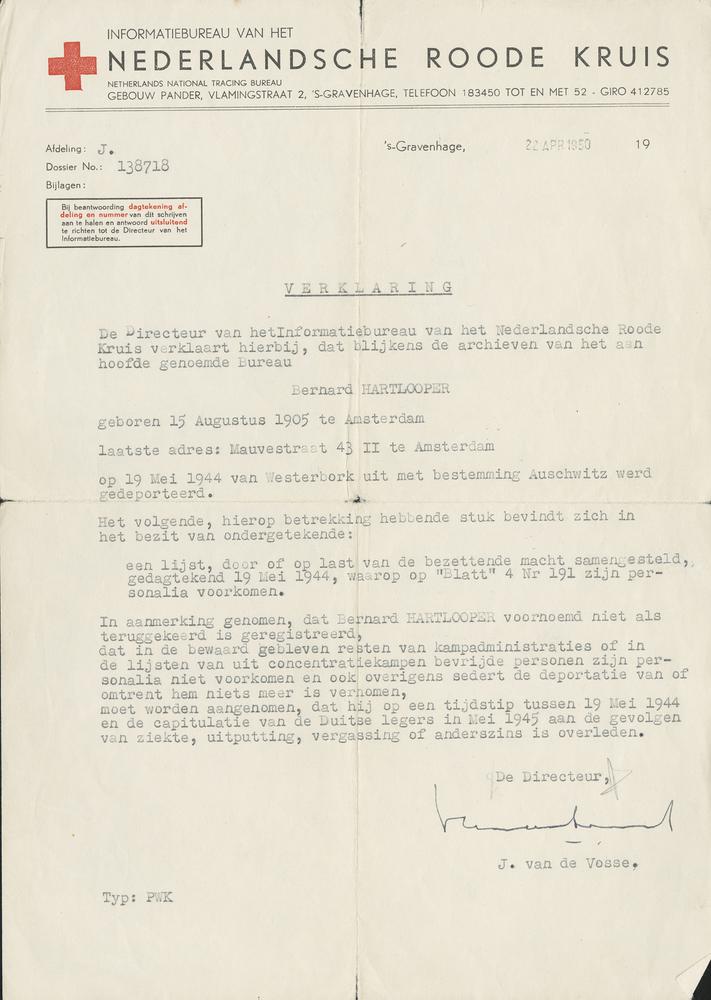 INFORMATIEBUREAU VAN HET
NEDERLANDSCHE ROODE KRUIS
NETHERLANDS NATIONAL TRACING BUREAU
GEBOUW PANDER, VLAMINGSTRAAT 2, 'S-GRAVENHAGE, TELEFOON 183450 TOT EN MET 52 - GIRO 412785
Afdeling: J.
's-Gravenhage, 22 APR 1950 19
Dossier No.: 138718
Bijlagen:
Bij beantwoording dagtekening af-
deling en nummer van dit schrijven
aan te halen en antwoord uitsluitend
te richten tot de Directeur van het
Informatiebureau.
VERKLARING
De Directeur van hetInformatiebureau van het Nederlandsche Roode
Kruis verklaart hierbij, dat blijkens de archieven van het aan
hoofde genoemde Bureau
Bernard HARTLOOPER
geboren 15 Augustus 1905 te Amsterdam
laatste adres: Mauvestraat 43 II te Amsterdam
op 19 Mei 1944 van Westerbork uit met bestemming Auschwitz werd
gedeporteerd.
Het volgende, hierop betrekking hebbende stuk bevindt zich in
het bezit van ondergetekende:
een lijst, door of op last van de bezettende macht samengesteld,
gedagtekend 19 Mei 1944, waarop op "Blatt" 4 Nr 191 zijn per-
sonalia voorkomen.
In aanmerking genomen, dat Bernard HARTLOOPER voornoemd niet als
teruggekeerd is geregistreerd,
dat in de bewaard gebleven resten van kampadministraties of in
de lijsten van uit concentratiekampen bevrijde personen zijn per-
sonalia niet voorkomen en ook overigens sedert de deportatie van of
omtrent hem niets meer is vernomen,
moet worden aangenomen, dat hij op een tijdstip tussen 19 Mei 1944
en de capitulatie van de Duitse legers in Mei 1945 aan de gevolgen
van ziekte, uitputting, vergassing of anderszins is overleden.
De Directeur,
J. van de Vosse.
Typ: PWK